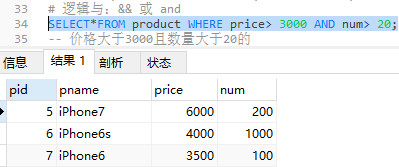 33 # 逻辑与：&& 或 and
34 SELECT*FROM product WHERE price> 3000 AND num> 20;
35 -- 价格大于3000且数量大于20的
信息 结果 1 剖析 状态
pid pname price num
5 iPhone7 6000 200
6 iPhone6s 4000 1000
7 iPhone6 3500 100